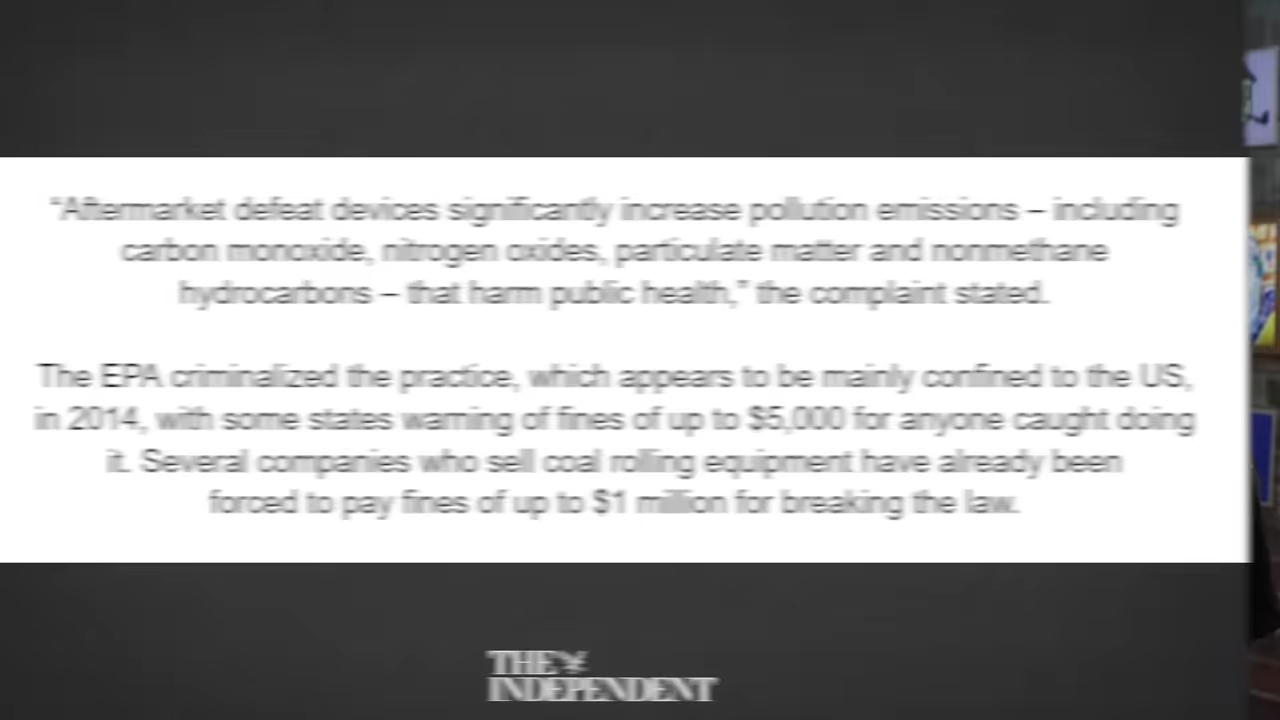 “Aftermarket defeat devices significantly increase pollution emissions – including
carbon monoxide, nitrogen oxides, particulate matter and nonmethane
hydrocarbons – that harm public health,” the complaint stated.
The EPA criminalized the practice, which appears to be mainly confined to the US,
in 2014, with some states warning of fines of up to $5,000 for anyone caught doing
it. Several companies who sell coal rolling equipment have already been
forced to pay fines of up to $1 million for breaking the law.
THE
INDEPENDENT